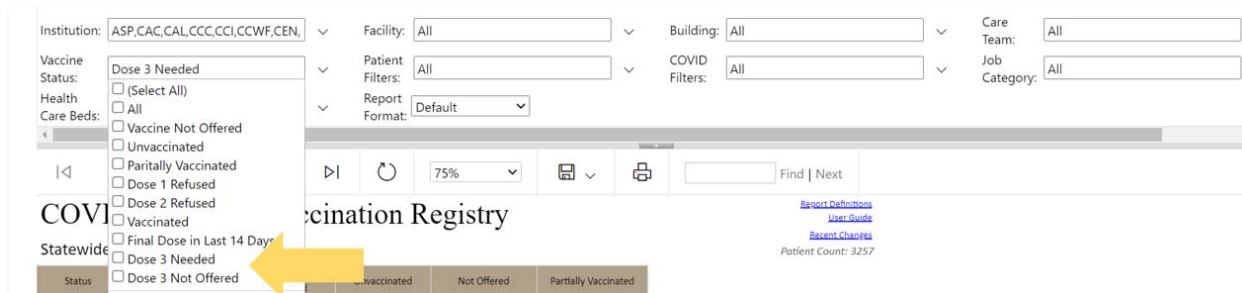 Institution: ASP,CAC,CAL,CCC,CCI,CCWF,CEN, Facility: All Building: All Care Team: All
Vaccine Status: Dose 3 Needed Patient Filters: All COVID Filters: All Job Category: All
Health Care Beds: Report Format: Default
(Select All)
All
Vaccine Not Offered
Unvaccinated
Paritally Vaccinated
Dose 1 Refused
Dose 2 Refused
Vaccinated
Final Dose in Last 14 Days
Dose 3 Needed
Dose 3 Not Offered
75% Find | Next
COVI ccination Registry
Report Definitions
User Guide
Recent Changes
Statewide
Patient Count: 3257
Status Unvaccinated Not Offered Partially Vaccinated